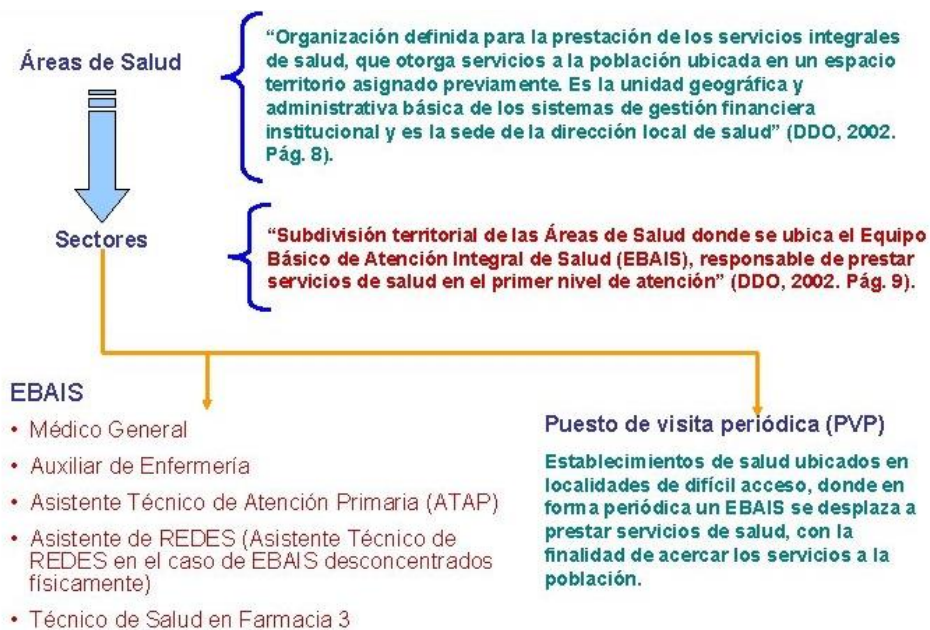 Áreas de Salud
“Organización definida para la prestación de los servicios integrales
de salud, que otorga servicios a la población ubicada en un espacio
territorio asignado previamente. Es la unidad geográfica y
administrativa básica de los sistemas de gestión financiera
institucional y es la sede de la dirección local de salud” (DDO, 2002.
Pág. 8).
Sectores
“Subdivisión territorial de las Áreas de Salud donde se ubica el Equipo
Básico de Atención Integral de Salud (EBAIS), responsable de prestar
servicios de salud en el primer nivel de atención” (DDO, 2002. Pág. 9).
EBAIS
• Médico General
• Auxiliar de Enfermería
• Asistente Técnico de Atención Primaria (ATAP)
• Asistente de REDES (Asistente Técnico de
REDES en el caso de EBAIS desconcentrados
físicamente)
• Técnico de Salud en Farmacia 3
Puesto de visita periódica (PVP)
Establecimientos de salud ubicados en
localidades de difícil acceso, donde en
forma periódica un EBAIS se desplaza a
prestar servicios de salud, con la
finalidad de acercar los servicios a la
población.